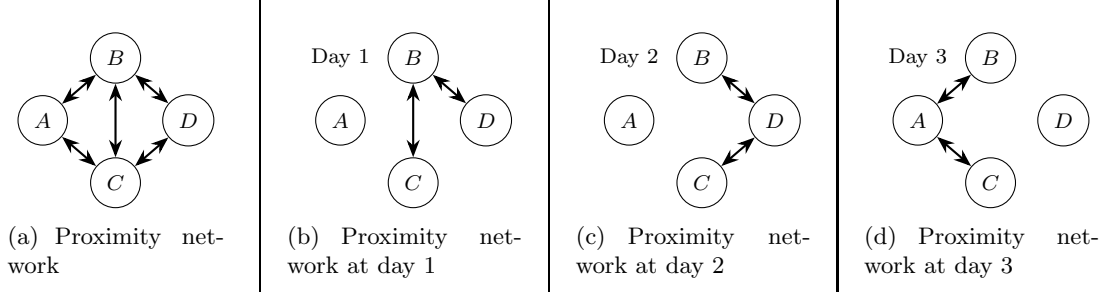 B
A
D
C
(a) Proximity net-
work
Day 1
B
A
D
C
(b) Proximity net-
work at day 1
Day 2
B
A
D
C
(c) Proximity net-
work at day 2
Day 3
B
A
D
C
(d) Proximity net-
work at day 3